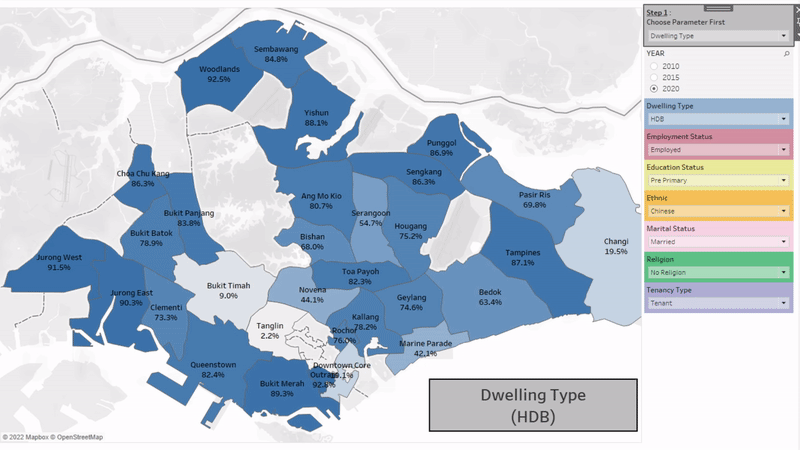 Sembawang
84.8%
Woodlands
92.5%
Yishun
88.1%
Punggol
86.9%
Choa Chu Kang
86.3%
Sengkang
86.3%
Pasir Ris
69.8%
Ang Mo Kio
80.7%
Serangoon
54.7%
Bukit Panjang
83.8%
Hougang
75.2%
Bukit Batok
78.9%
Bishan
68.0%
Changi
19.5%
Tampines
87.1%
Jurong West
91.5%
Toa Payoh
82.3%
Bukit Timah
9.0%
Novena
44.1%
Jurong East
90.3%
Bedok
63.4%
Geylang
74.6%
Clementi
73.3%
Kallang
78.2%
Tanglin
2.2%
Rochor
76.0%
Marine Parade
42.1%
Queenstown
82.4%
Downtown Core
Outram
92.8%
Bukit Merah
89.3%
Dwelling Type
(HDB)
© 2022 Mapbox © OpenStreetMap
Step 1 :
Choose Parameter First
Dwelling Type
YEAR
2010
2015
2020
Dwelling Type
HDB
Employment Status
Employed
Education Status
Pre Primary
Ethnic
Chinese
Marital Status
Married
Religion
No Religion
Tenancy Type
Tenant